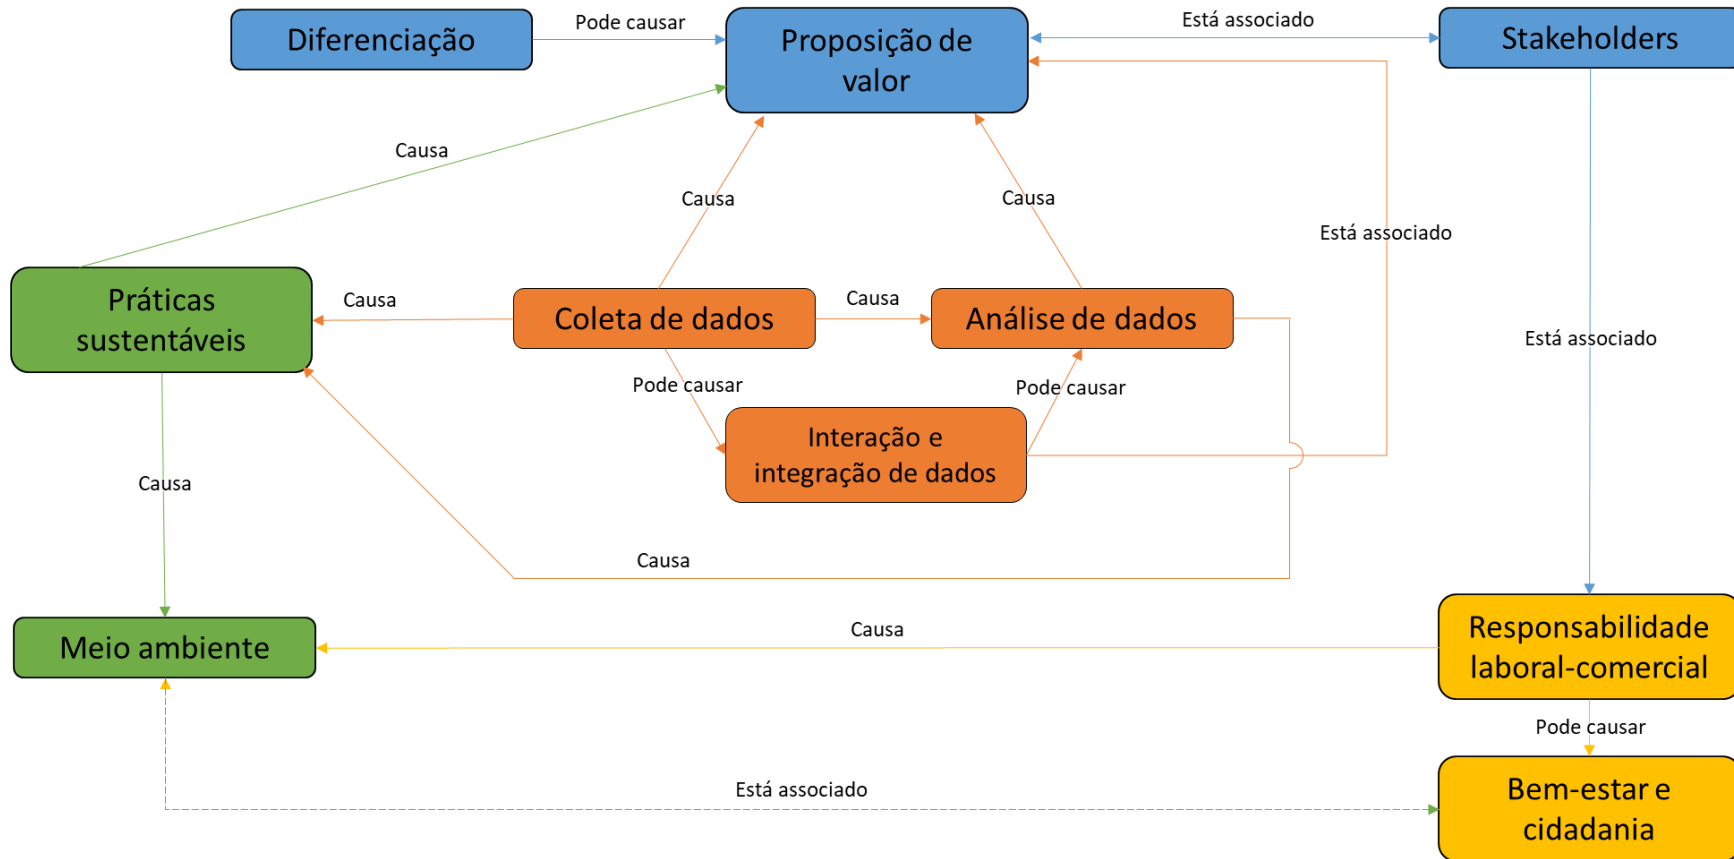 Diferenciação
Pode causar
Proposição de
valor
Está associado
Stakeholders
Causa
Causa
Causa
Está associado
Práticas
sustentáveis
Causa
Coleta de dados
Causa
Análise de dados
Está associado
Pode causar
Pode causar
Interação e
integração de dados
Causa
Causa
Meio ambiente
Causa
Responsabilidade
laboral-comercial
Pode causar
Está associado
Bem-estar e
cidadania